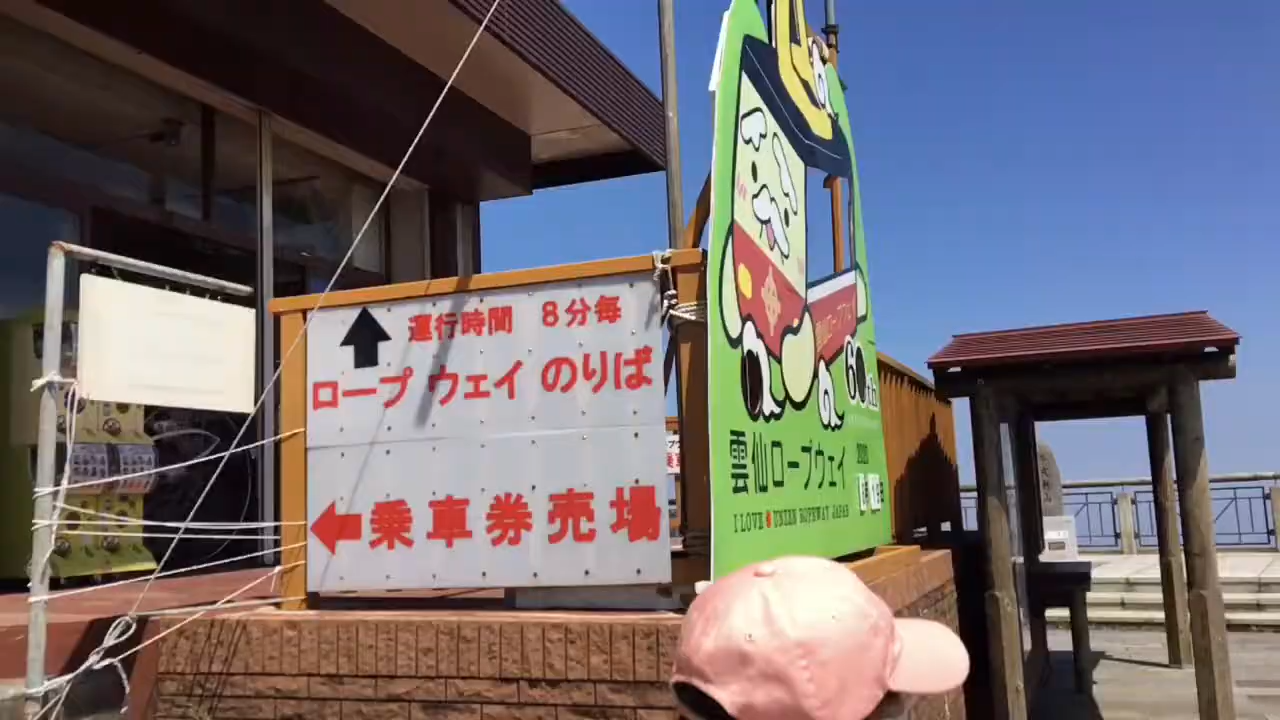 運行時間 8分毎
ロープウェイ のりば
乗車券売場
60th
雲仙ロープウェイ
I LOVE UNZEN ROPEWAY JAPAN